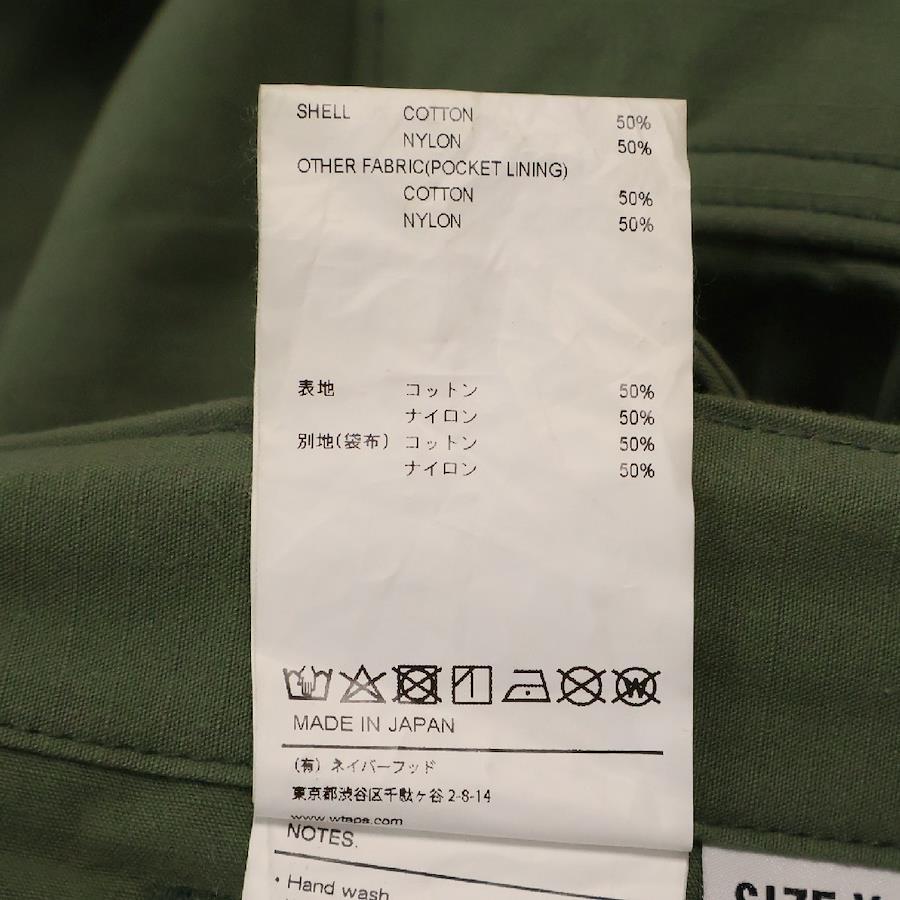 SHELL COTTON 50%
NYLON 50%
OTHER FABRIC(POCKET LINING)
COTTON 50%
NYLON 50%
表地 コットン 50%
ナイロン 50%
別地(袋布) コットン 50%
ナイロン 50%
MADE IN JAPAN
(有) ネイバーフッド
東京都渋谷区千駄ヶ谷 2-8-14
www.wtaps.com
NOTES.
・Hand wash
SIZE